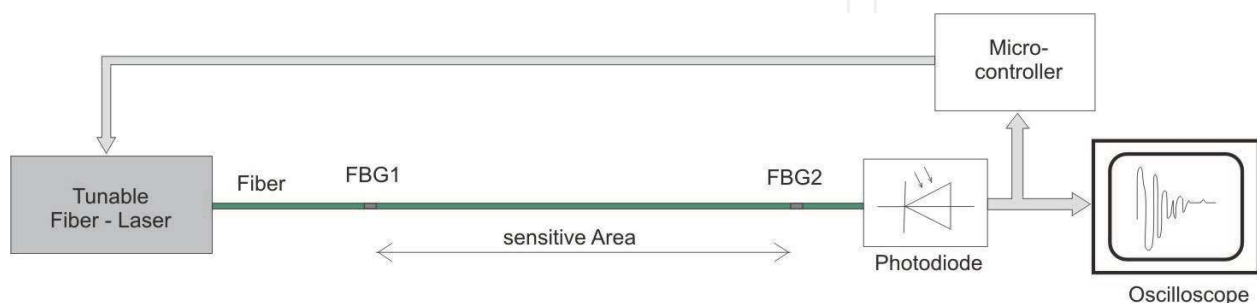 Micro-
controller
Tunable
Fiber - Laser
Fiber
FBG1
FBG2
sensitive Area
Photodiode
Oscilloscope